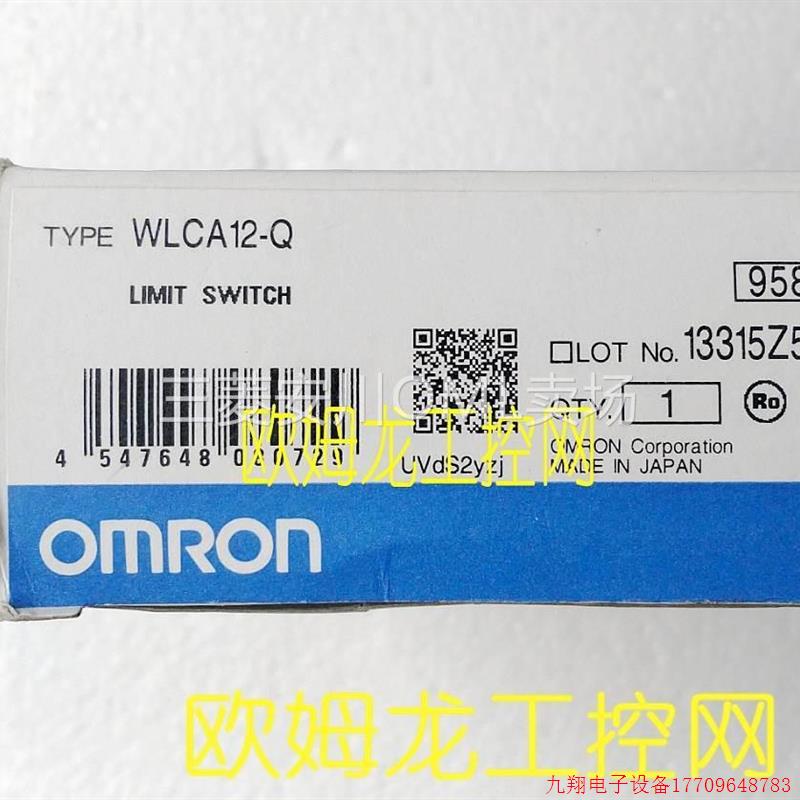 TYPE WLCA12-Q
LIMIT SWITCH
958
LOT No. 13315Z5
QTY 1
Ro
OMRON Corporation
MADE IN JAPAN
4 547648
UVdS2yzj
欧姆龙工控网
OMRON
欧姆龙工控网
九翔电子设备17709648783